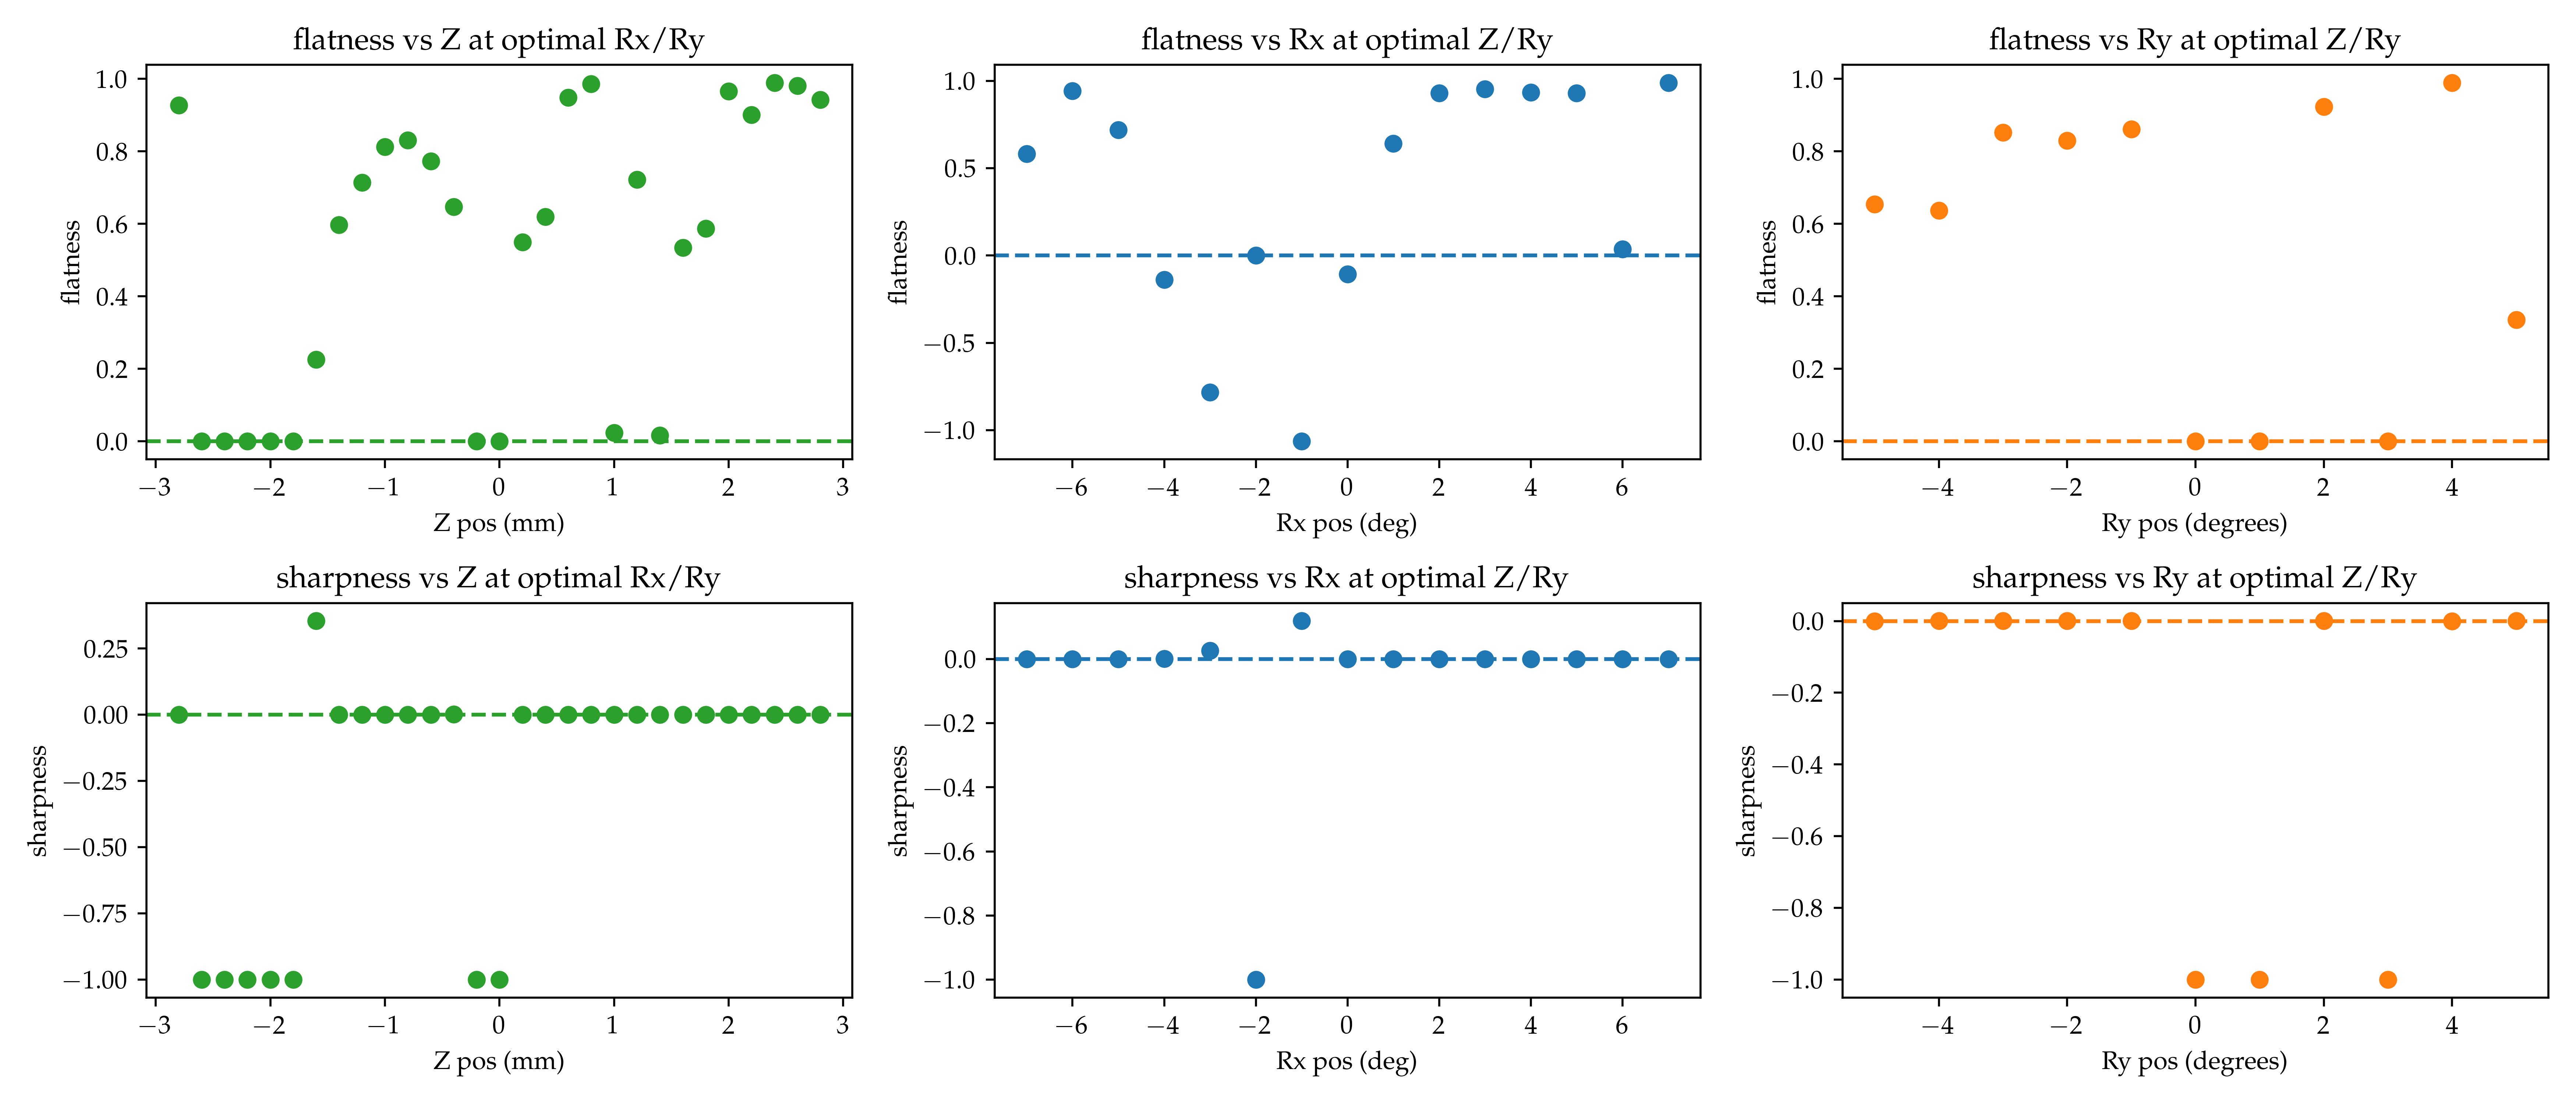 flatness vs Z at optimal Rx/Ry
flatness vs Rx at optimal Z/Ry
flatness vs Ry at optimal Z/Ry
1.0
0.8
0.6
0.4
0.2
0.0
flatness
−3 −2 −1 0 1 2 3
Z pos (mm)
1.0
0.5
0.0
−0.5
−1.0
flatness
−6 −4 −2 0 2 4 6
Rx pos (deg)
1.0
0.8
0.6
0.4
0.2
0.0
flatness
−4 −2 0 2 4
Ry pos (degrees)
sharpness vs Z at optimal Rx/Ry
sharpness vs Rx at optimal Z/Ry
sharpness vs Ry at optimal Z/Ry
0.25
0.00
−0.25
−0.50
−0.75
−1.00
sharpness
−3 −2 −1 0 1 2 3
Z pos (mm)
0.0
−0.2
−0.4
−0.6
−0.8
−1.0
sharpness
−6 −4 −2 0 2 4 6
Rx pos (deg)
0.0
−0.2
−0.4
−0.6
−0.8
−1.0
sharpness
−4 −2 0 2 4
Ry pos (degrees)